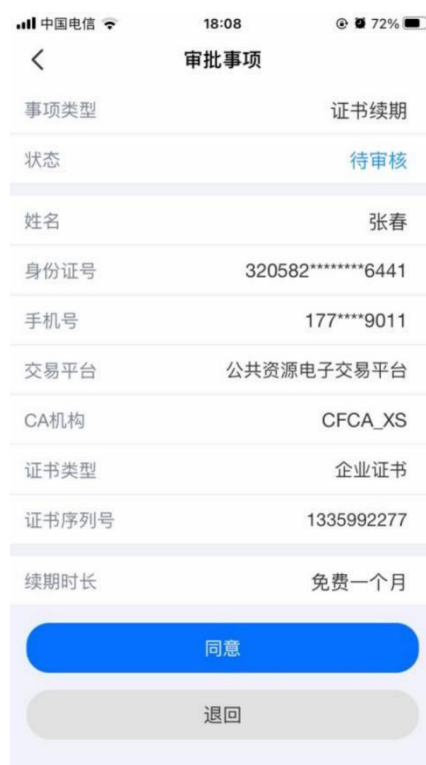 中国电信 18:08 72%
审批事项
事项类型 证书续期
状态 待审核
姓名 张春
身份证号 320582********6441
手机号 177****9011
交易平台 公共资源电子交易平台
CA机构 CFCA_XS
证书类型 企业证书
证书序列号 1335992277
续期时长 免费一个月
同意
退回